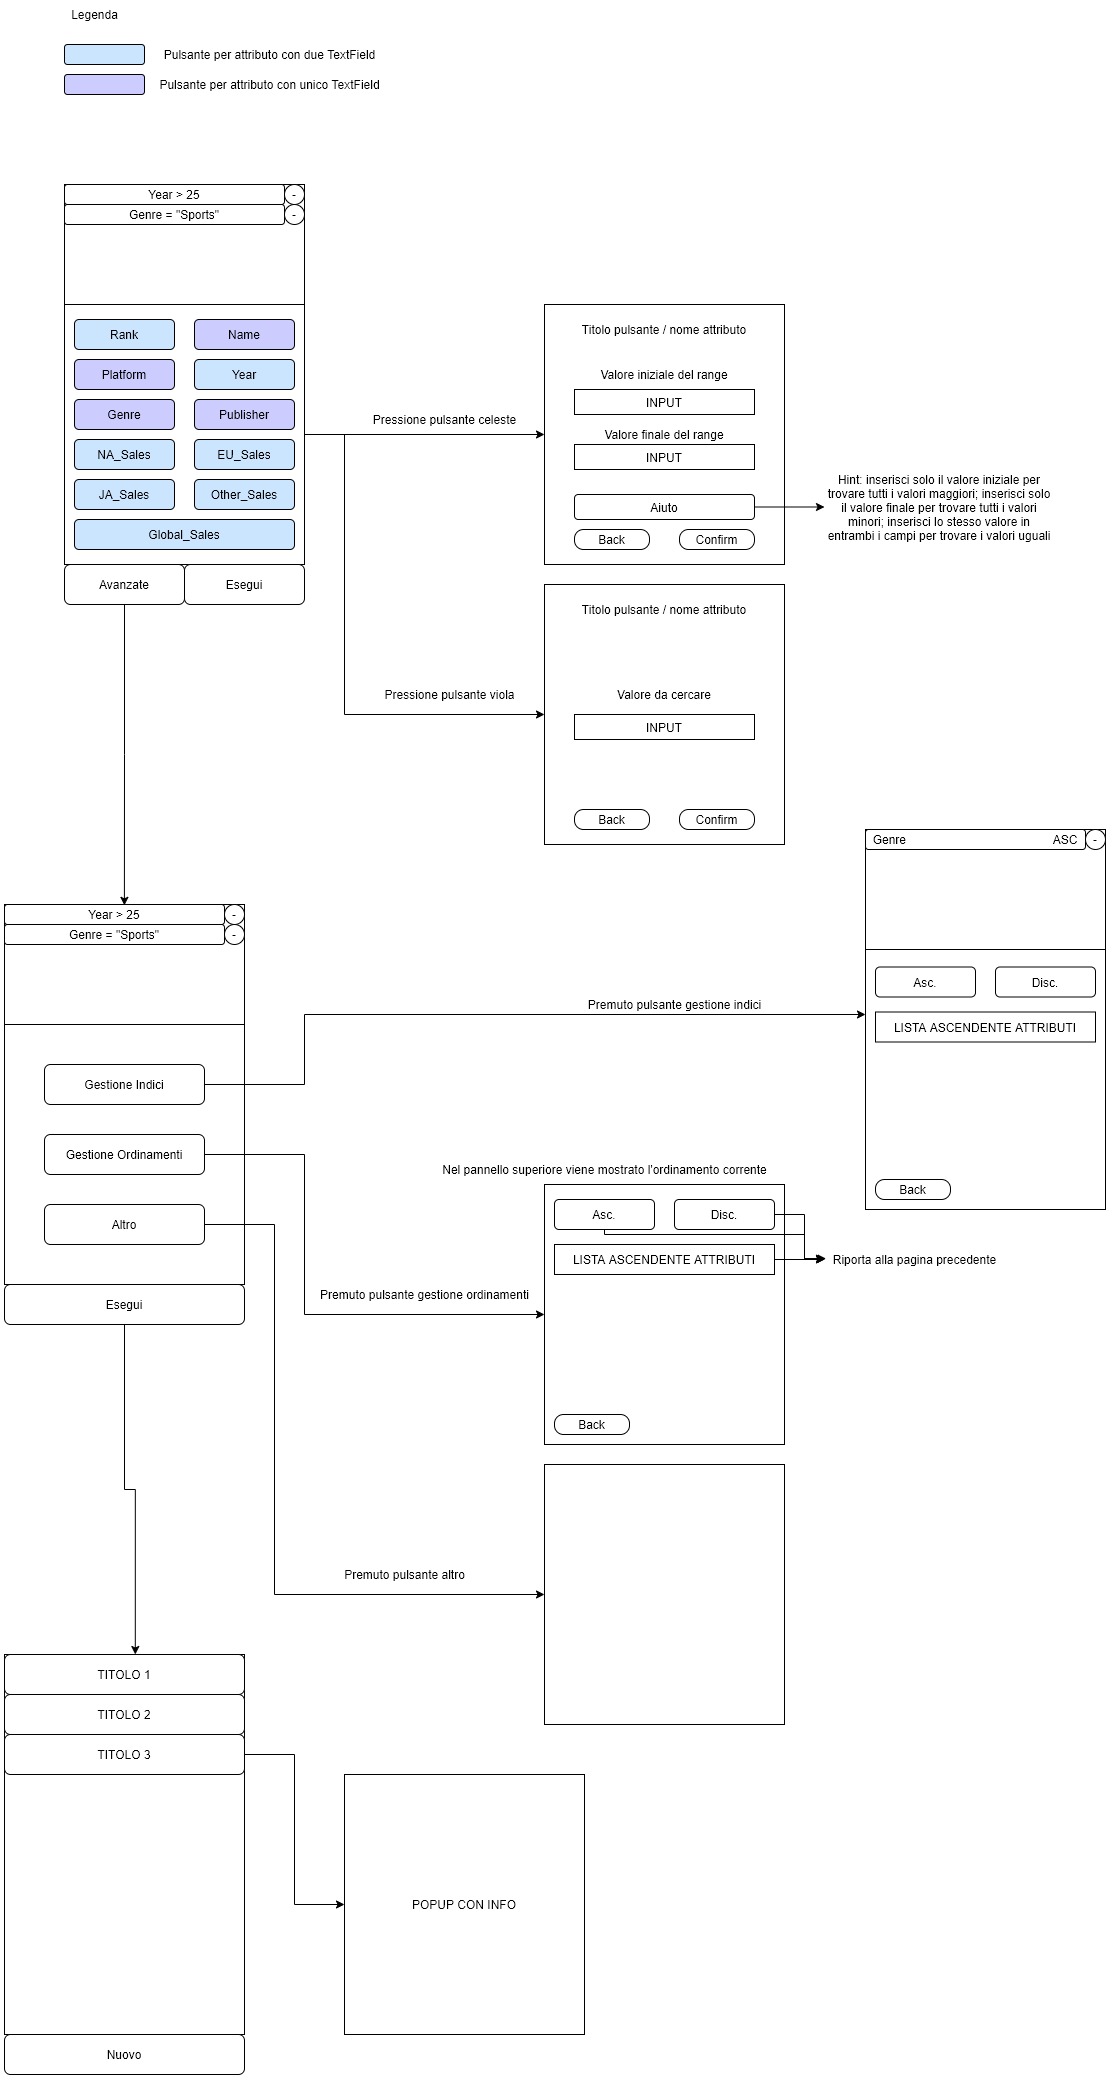 Legenda
Pulsante per attributo con due TextField
Pulsante per attributo con unico TextField
Year > 25
-
Genre = "Sports"
-
Rank
Name
Platform
Year
Genre
Publisher
NA_Sales
EU_Sales
JA_Sales
Other_Sales
Global_Sales
Avanzate
Esegui
Pressione pulsante celeste
Titolo pulsante / nome attributo
Valore iniziale del range
INPUT
Valore finale del range
INPUT
Aiuto
Back
Confirm
Hint: inserisci solo il valore iniziale per
trovare tutti i valori maggiori; inserisci solo
il valore finale per trovare tutti i valori
minori; inserisci lo stesso valore in
entrambi i campi per trovare i valori uguali
Pressione pulsante viola
Titolo pulsante / nome attributo
Valore da cercare
INPUT
Back
Confirm
Year > 25
-
Genre = "Sports"
-
Gestione Indici
Gestione Ordinamenti
Altro
Esegui
Premuto pulsante gestione indici
Genre
ASC
-
Asc.
Disc.
LISTA ASCENDENTE ATTRIBUTI
Back
Nel pannello superiore viene mostrato l'ordinamento corrente
Premuto pulsante gestione ordinamenti
Asc.
Disc.
LISTA ASCENDENTE ATTRIBUTI
Riporta alla pagina precedente
Back
Premuto pulsante altro
TITOLO 1
TITOLO 2
TITOLO 3
POPUP CON INFO
Nuovo